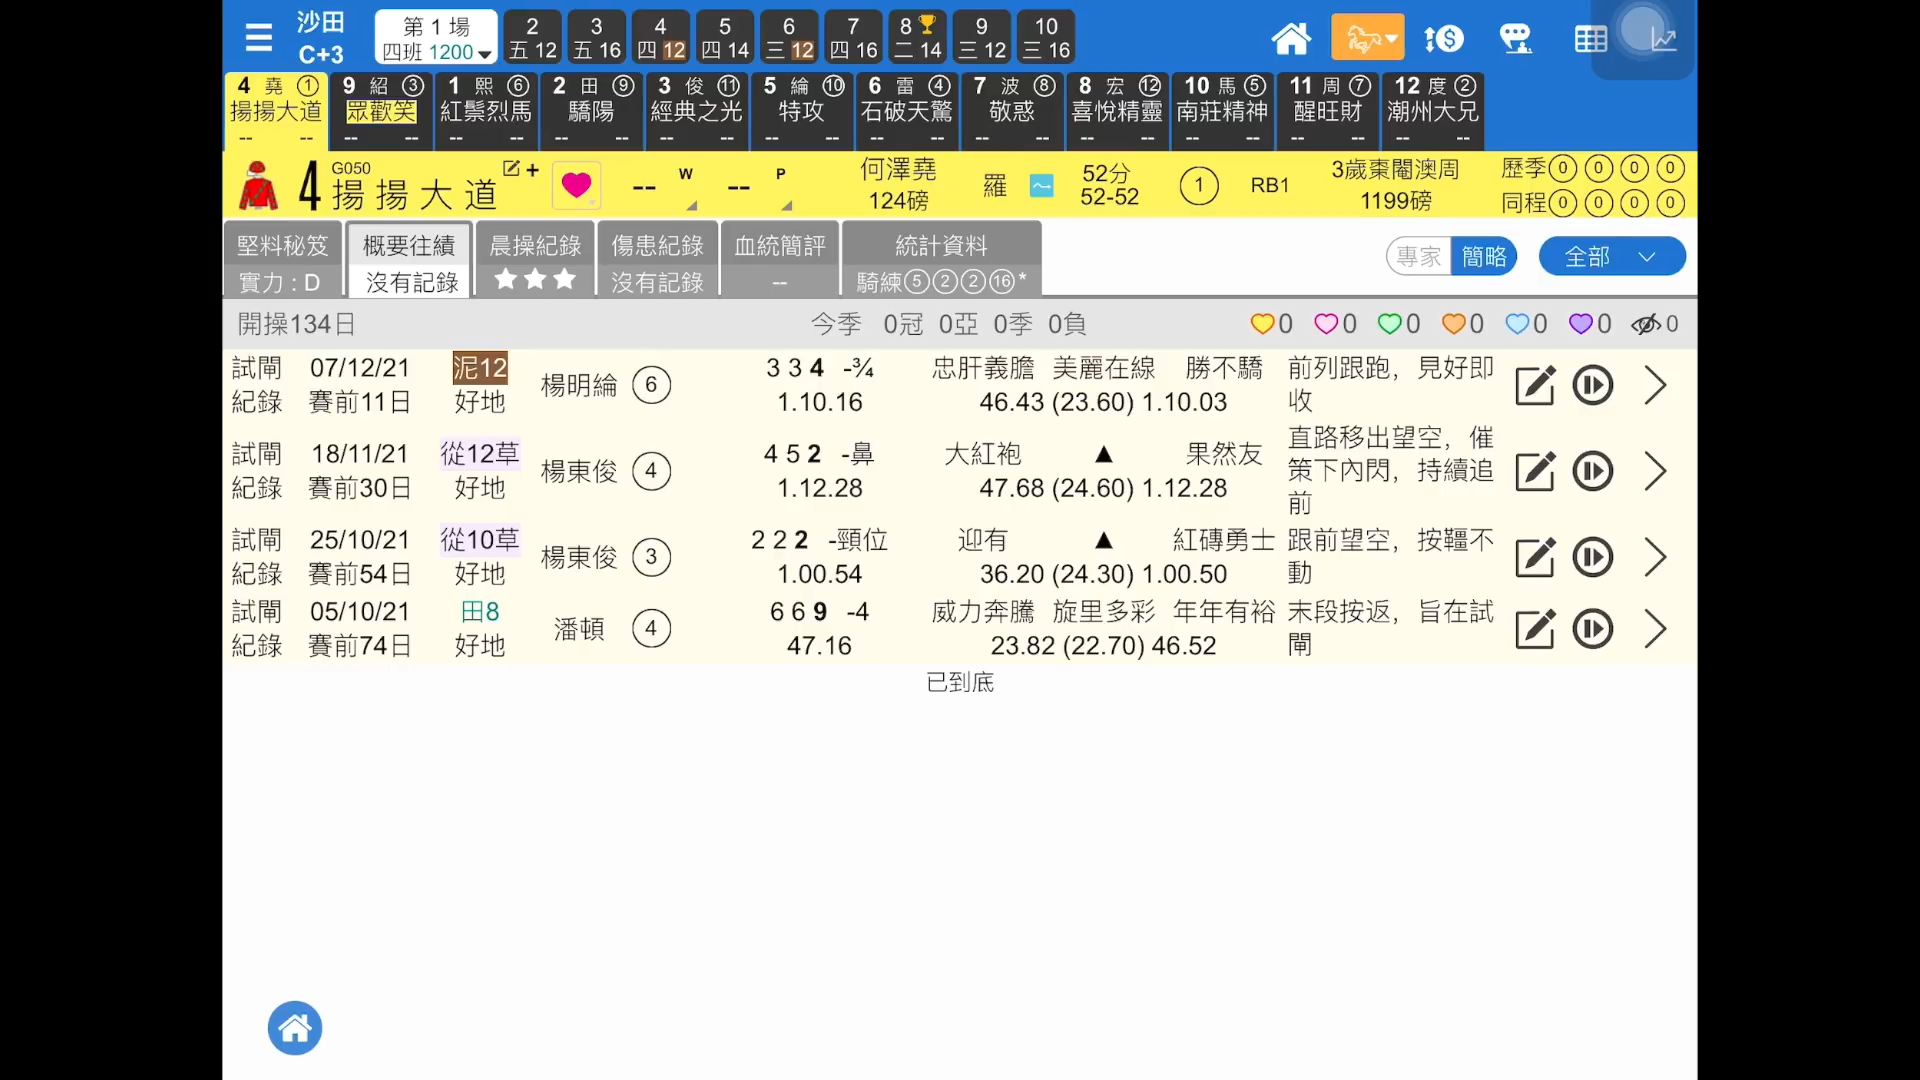 沙田
C+3
第 1 場
四班 1200
2
五 12
3
五 16
4
四 12
5
四 14
6
三 12
7
四 16
8
二 14
9
三 12
10
三 16
4 堯 ①
揚揚大道
-- --
9 紹 ③
眾歡笑
-- --
1 熙 ⑥
紅鬃烈馬
-- --
2 田 ⑨
驕陽
-- --
3 俊 ⑪
經典之光
-- --
5 綸 ⑩
特攻
-- --
6 雷 ④
石破天驚
-- --
7 波 ⑧
敬惑
-- --
8 宏 ⑫
喜悅精靈
-- --
10 馬 ⑤
南莊精神
-- --
11 周 ⑦
醒旺財
-- --
12 度 ②
潮州大兄
-- --
4
G050
揚揚大道
+
-- W
-- P
何澤堯
124磅
羅
52分
52-52
1
RB1
3歲棗閹澳周
1199磅
歷季 0 0 0 0
同程 0 0 0 0
堅料秘笈
實力 : D
概要往績
沒有記錄
晨操紀錄
★★★
傷患紀錄
沒有記錄
血統簡評
--
統計資料
騎練⑤②②⑯*
專家 簡略
全部
開操134日
今季 0冠 0亞 0季 0負
0 0 0 0 0 0 0
試閘 07/12/21 泥12 楊明綸 6 3 3 4 -¾ 忠肝義膽 美麗在線 勝不驕 前列跟跑，見好即
紀錄 賽前11日 好地 1.10.16 46.43 (23.60) 1.10.03 收
試閘 18/11/21 從12草 楊東俊 4 4 5 2 -鼻 大紅袍 ▲ 果然友 直路移出望空，催
紀錄 賽前30日 好地 1.12.28 47.68 (24.60) 1.12.28 策下內閃，持續追
前
試閘 25/10/21 從10草 楊東俊 3 2 2 2 -頸位 迎有 ▲ 紅磚勇士 跟前望空，按韁不
紀錄 賽前54日 好地 1.00.54 36.20 (24.30) 1.00.50 動
試閘 05/10/21 田8 潘頓 4 6 6 9 -4 威力奔騰 旋里多彩 年年有裕 末段按返，旨在試
紀錄 賽前74日 好地 47.16 23.82 (22.70) 46.52 閘
已到底